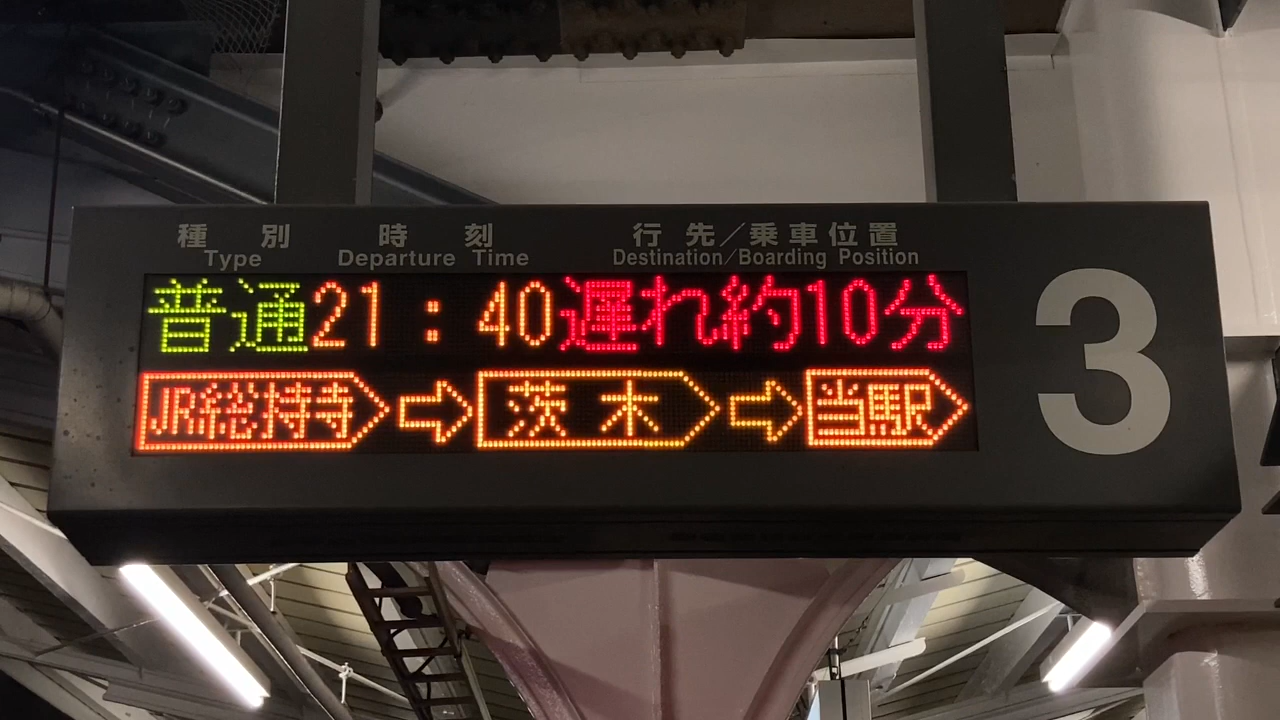 種別 時刻 行先／乗車位置
Type Departure Time Destination/Boarding Position
普通 21:40 遅れ約10分
JR総持寺 ⇨ 茨木 ⇨ 当駅
3